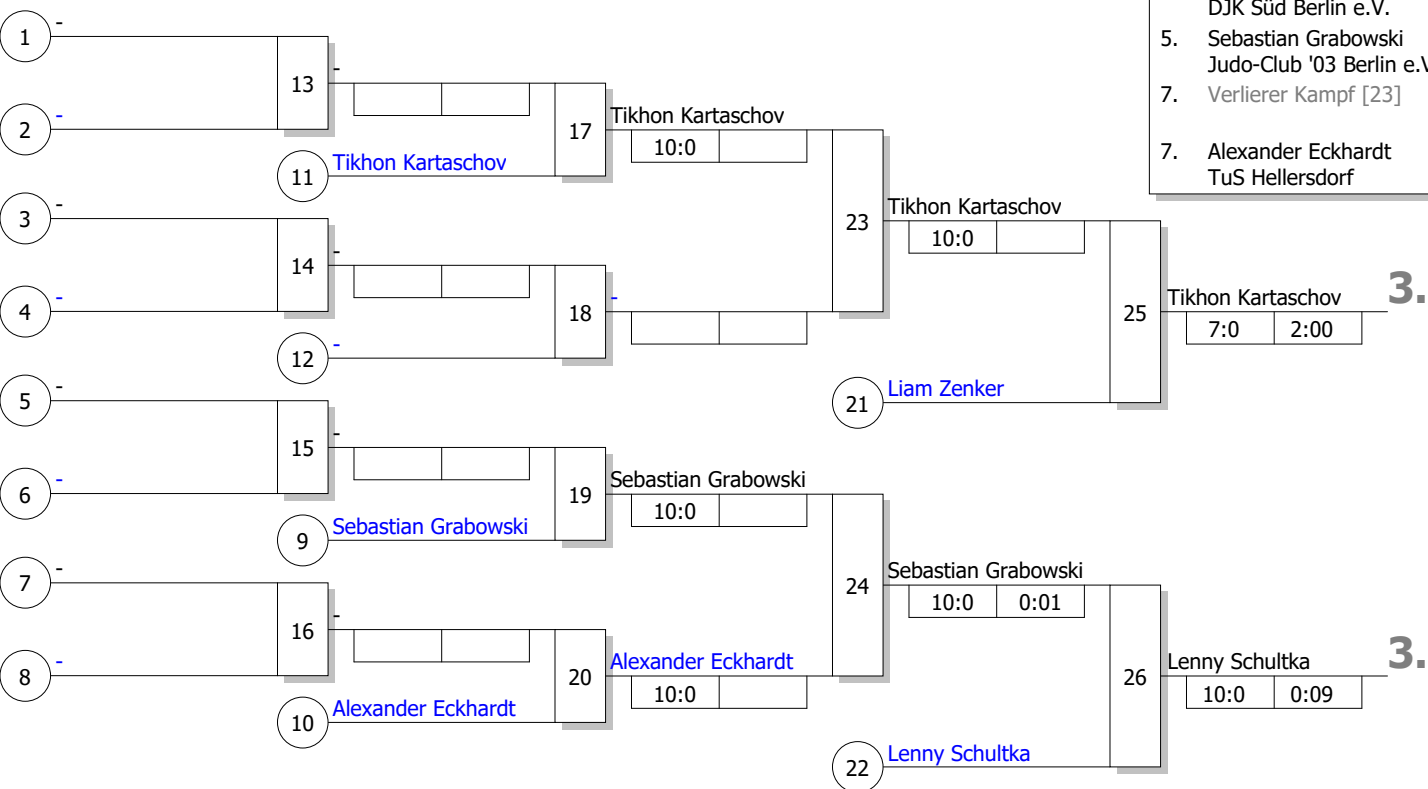 DJK Süd Berlin e.V.
5. Sebastian Grabowski
Judo-Club '03 Berlin e.V
7. Verlierer Kampf [23]
7. Alexander Eckhardt
TuS Hellersdorf
1 -
13 -
2 -
17 Tikhon Kartaschov
10:0
11 Tikhon Kartaschov
3 -
23 Tikhon Kartaschov
10:0
14 -
4 -
18 -
12 -
25 Tikhon Kartaschov 3.
7:0 2:00
5 -
21 Liam Zenker
15 -
6 -
19 Sebastian Grabowski
10:0
9 Sebastian Grabowski
7 -
24 Sebastian Grabowski
10:0 0:01
16 -
8 -
20 Alexander Eckhardt
10:0
10 Alexander Eckhardt
26 Lenny Schultka 3.
10:0 0:09
22 Lenny Schultka